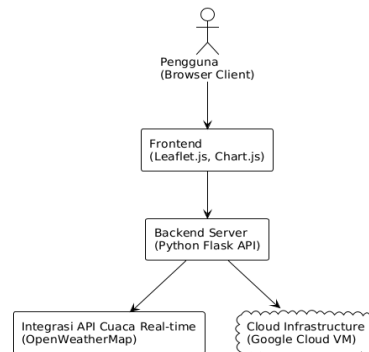 Pengguna
(Browser Client)
Frontend
(Leaflet.js, Chart.js)
Backend Server
(Python Flask API)
Integrasi API Cuaca Real-time
(OpenWeatherMap)
Cloud Infrastructure
(Google Cloud VM)